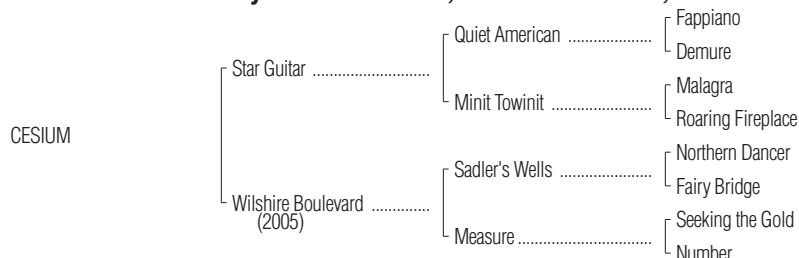 Fappiano
Quiet American ....................
Demure
Star Guitar ............................
Malagra
Minit Towinit ........................
Roaring Fireplace
CESIUM
Northern Dancer
Sadler's Wells ......................
Fairy Bridge
Wilshire Boulevard ..............
(2005)
Seeking the Gold
Measure ................................
Number